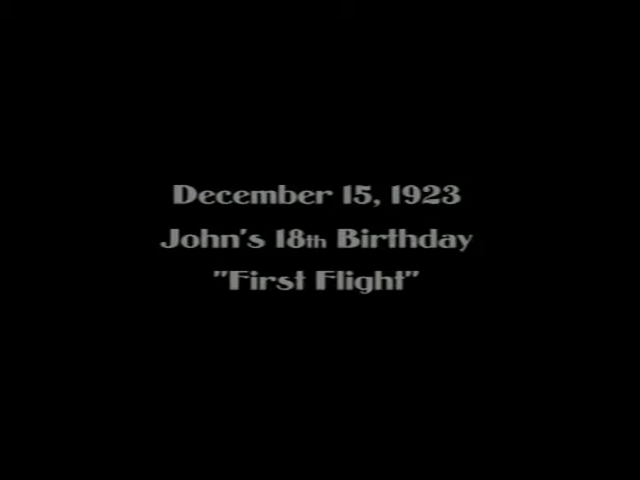 December 15, 1923
John's 18th Birthday
"First Flight"